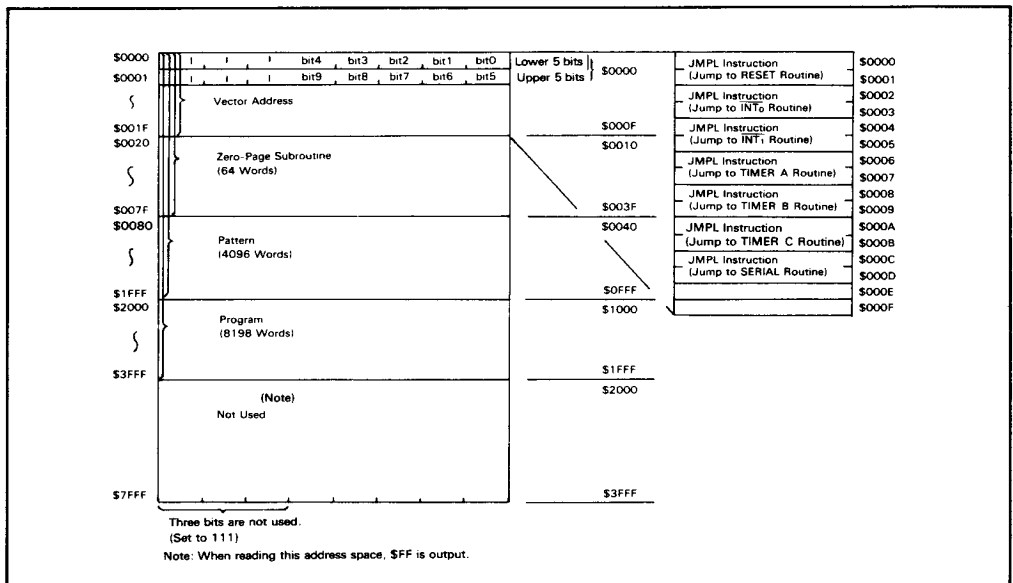 $0000
bit4 bit3 bit2 bit1 bit0
Lower 5 bits
$0001
bit9 bit8 bit7 bit6 bit5
Upper 5 bits
$0000
Vector Address
$001F
$000F
$0020
$0010
Zero-Page Subroutine
(64 Words)
$007F
$003F
$0080
$0040
Pattern
(4096 Words)
$1FFF
$0FFF
$2000
$1000
Program
(8198 Words)
$3FFF
$1FFF
$2000
(Note)
Not Used
$7FFF
$3FFF
Three bits are not used.
(Set to 111)
Note: When reading this address space, $FF is output.
JMPL Instruction
(Jump to RESET Routine)
$0000
$0001
JMPL Instruction
(Jump to INT0 Routine)
$0002
$0003
JMPL Instruction
(Jump to INT1 Routine)
$0004
$0005
JMPL Instruction
(Jump to TIMER A Routine)
$0006
$0007
JMPL Instruction
(Jump to TIMER B Routine)
$0008
$0009
JMPL Instruction
(Jump to TIMER C Routine)
$000A
$000B
JMPL Instruction
(Jump to SERIAL Routine)
$000C
$000D
$000E
$000F